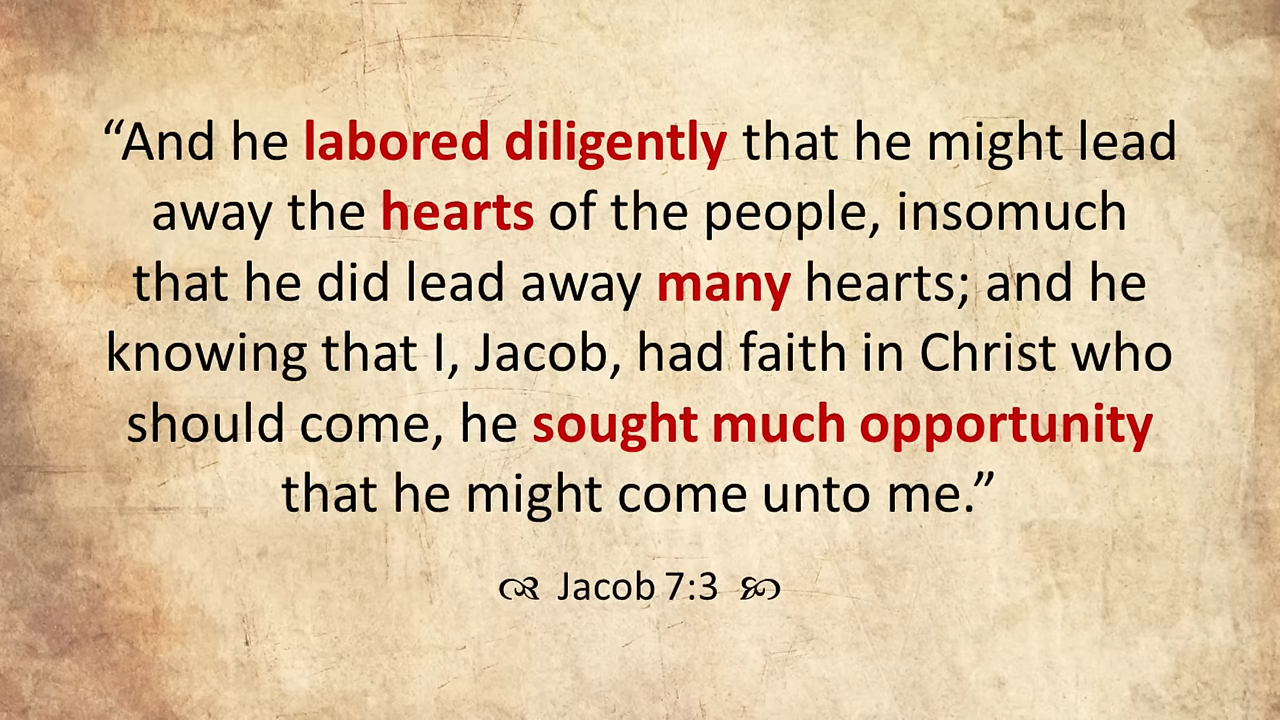 “And he labored diligently that he might lead
away the hearts of the people, insomuch
that he did lead away many hearts; and he
knowing that I, Jacob, had faith in Christ who
should come, he sought much opportunity
that he might come unto me.”
Jacob 7:3